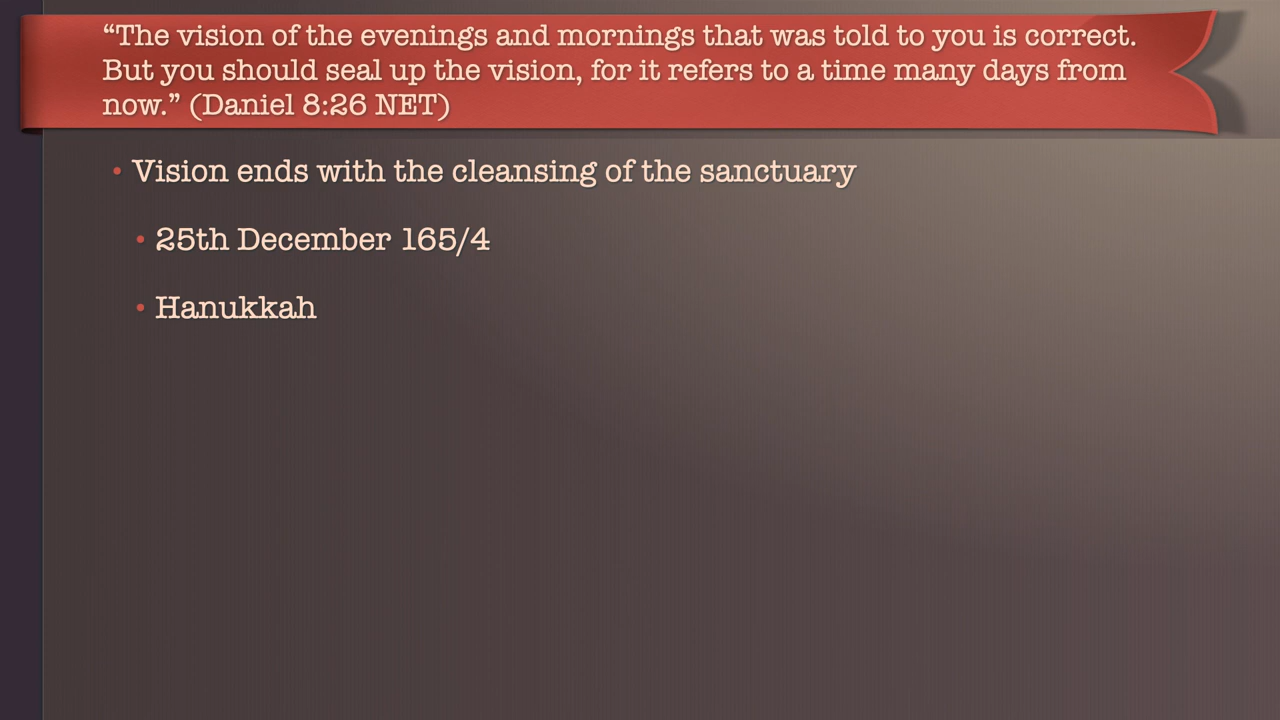 “The vision of the evenings and mornings that was told to you is correct.
But you should seal up the vision, for it refers to a time many days from
now.” (Daniel 8:26 NET)
• Vision ends with the cleansing of the sanctuary
• 25th December 165/4
• Hanukkah